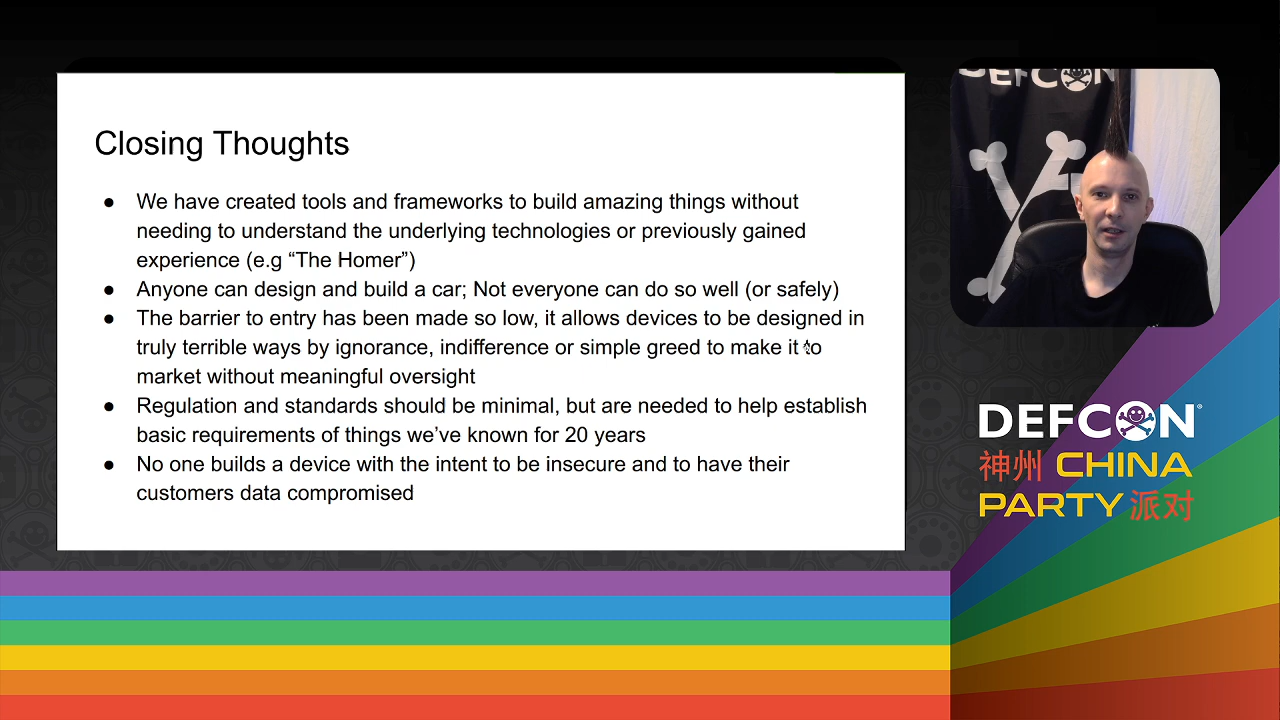 Closing Thoughts
● We have created tools and frameworks to build amazing things without
needing to understand the underlying technologies or previously gained
experience (e.g “The Homer”)
● Anyone can design and build a car; Not everyone can do so well (or safely)
● The barrier to entry has been made so low, it allows devices to be designed in
truly terrible ways by ignorance, indifference or simple greed to make it to
market without meaningful oversight
● Regulation and standards should be minimal, but are needed to help establish
basic requirements of things we’ve known for 20 years
● No one builds a device with the intent to be insecure and to have their
customers data compromised
DEFCON
DEFCON®
神州 CHINA
PARTY 派对